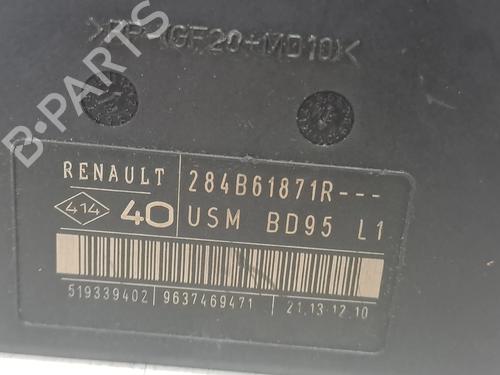 >PP-(GF20+MD10)<
B-PARTS
RENAULT 284B61871R---
414 40 USM BD95 L1
519339402 9637469471 21.13-12.10